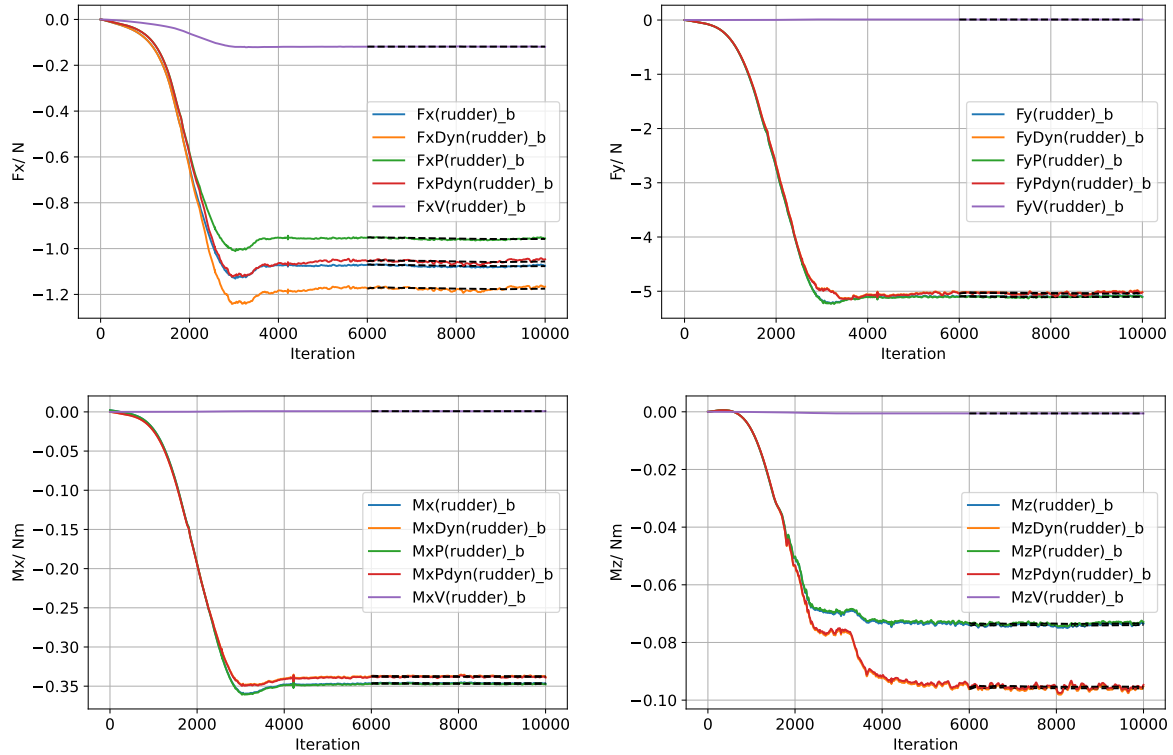 0.0
−0.2
−0.4
−0.6
−0.8
−1.0
−1.2
Fx/ N
Fx(rudder)_b
FxDyn(rudder)_b
FxP(rudder)_b
FxPdyn(rudder)_b
FxV(rudder)_b
0 2000 4000 6000 8000 10000
Iteration
0
−1
−2
−3
−4
−5
Fy/ N
Fy(rudder)_b
FyDyn(rudder)_b
FyP(rudder)_b
FyPdyn(rudder)_b
FyV(rudder)_b
0 2000 4000 6000 8000 10000
Iteration
0.00
−0.05
−0.10
−0.15
−0.20
−0.25
−0.30
−0.35
Mx/ Nm
Mx(rudder)_b
MxDyn(rudder)_b
MxP(rudder)_b
MxPdyn(rudder)_b
MxV(rudder)_b
0 2000 4000 6000 8000 10000
Iteration
0.00
−0.02
−0.04
−0.06
−0.08
−0.10
Mz/ Nm
Mz(rudder)_b
MzDyn(rudder)_b
MzP(rudder)_b
MzPdyn(rudder)_b
MzV(rudder)_b
0 2000 4000 6000 8000 10000
Iteration